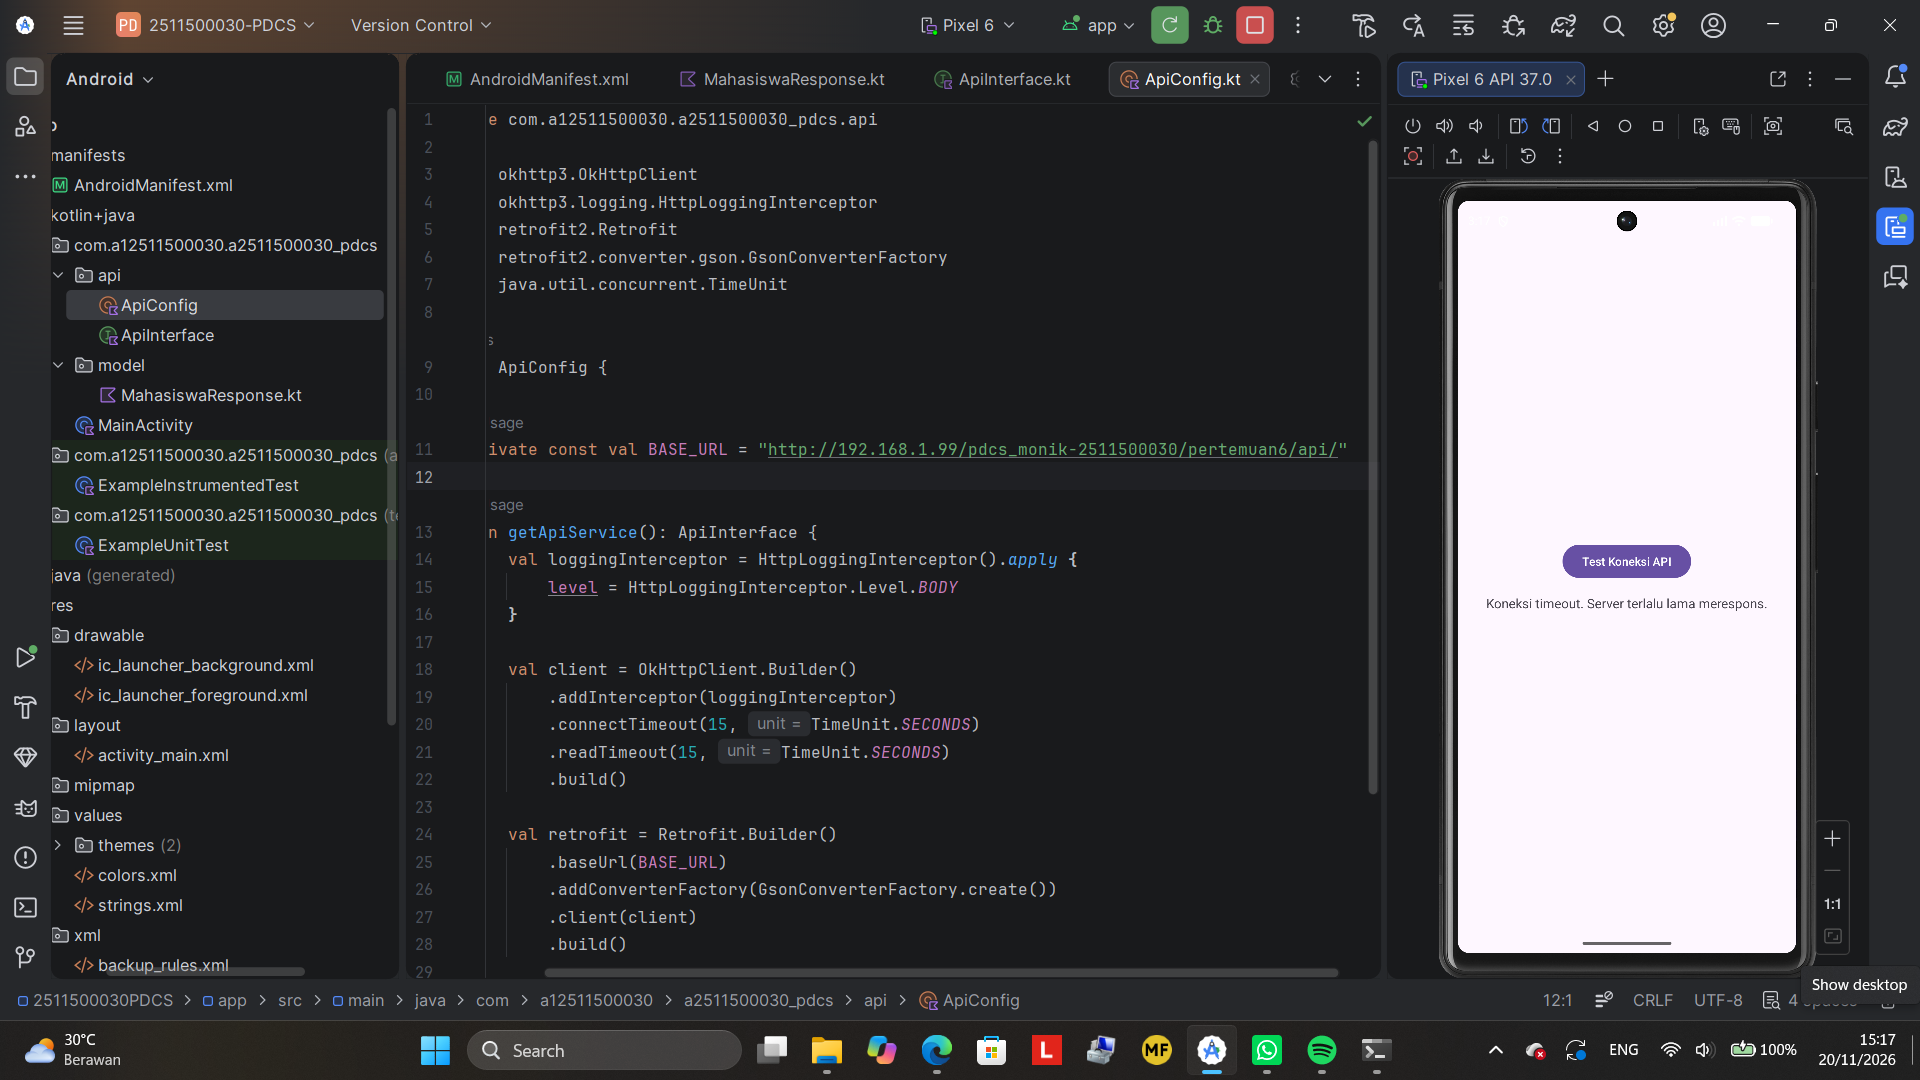 PD 2511500030-PDCS
Version Control
Pixel 6
app
Android
manifests
AndroidManifest.xml
kotlin+java
com.a12511500030.a2511500030_pdcs
api
ApiConfig
ApiInterface
model
MahasiswaResponse.kt
MainActivity
com.a12511500030.a2511500030_pdcs (a
ExampleInstrumentedTest
com.a12511500030.a2511500030_pdcs (te
ExampleUnitTest
java (generated)
res
drawable
ic_launcher_background.xml
ic_launcher_foreground.xml
layout
activity_main.xml
mipmap
values
themes (2)
colors.xml
strings.xml
xml
backup_rules.xml
AndroidManifest.xml
MahasiswaResponse.kt
ApiInterface.kt
ApiConfig.kt
1 e com.a12511500030.a2511500030_pdcs.api
2
3 okhttp3.OkHttpClient
4 okhttp3.logging.HttpLoggingInterceptor
5 retrofit2.Retrofit
6 retrofit2.converter.gson.GsonConverterFactory
7 java.util.concurrent.TimeUnit
8
s
9 ApiConfig {
10
sage
11 ivate const val BASE_URL = "http://192.168.1.99/pdcs_monik-2511500030/pertemuan6/api/"
12
sage
13 n getApiService(): ApiInterface {
14 val loggingInterceptor = HttpLoggingInterceptor().apply {
15 level = HttpLoggingInterceptor.Level.BODY
16 }
17
18 val client = OkHttpClient.Builder()
19 .addInterceptor(loggingInterceptor)
20 .connectTimeout(15, unit = TimeUnit.SECONDS)
21 .readTimeout(15, unit = TimeUnit.SECONDS)
22 .build()
23
24 val retrofit = Retrofit.Builder()
25 .baseUrl(BASE_URL)
26 .addConverterFactory(GsonConverterFactory.create())
27 .client(client)
28 .build()
29
Pixel 6 API 37.0
Test Koneksi API
Koneksi timeout. Server terlalu lama merespons.
1:1
Show desktop
2511500030PDCS > app > src > main > java > com > a12511500030 > a2511500030_pdcs > api > ApiConfig
12:1
CRLF
UTF-8
4
30°C
Berawan
Search
L
MF
ENG
100%
15:17
20/11/2026